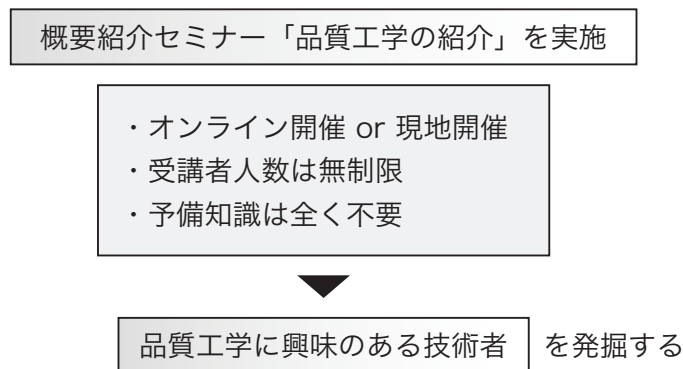 概要紹介セミナー「品質工学の紹介」を実施
・オンライン開催 or 現地開催
・受講者人数は無制限
・予備知識は全く不要
品質工学に興味のある技術者 を発掘する